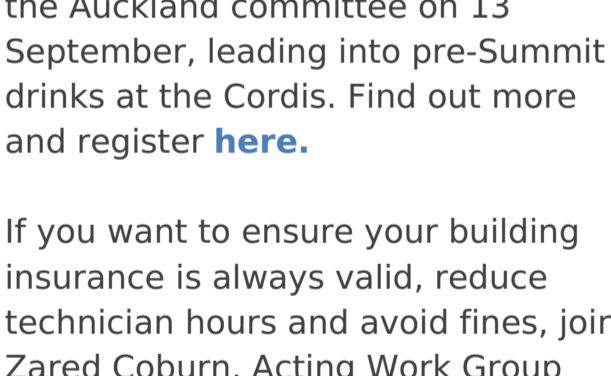 the Auckland committee on 13
September, leading into pre-Summit
drinks at the Cordis. Find out more
and register here.
If you want to ensure your building
insurance is always valid, reduce
technician hours and avoid fines, join
Zared Coburn, Acting Work Group